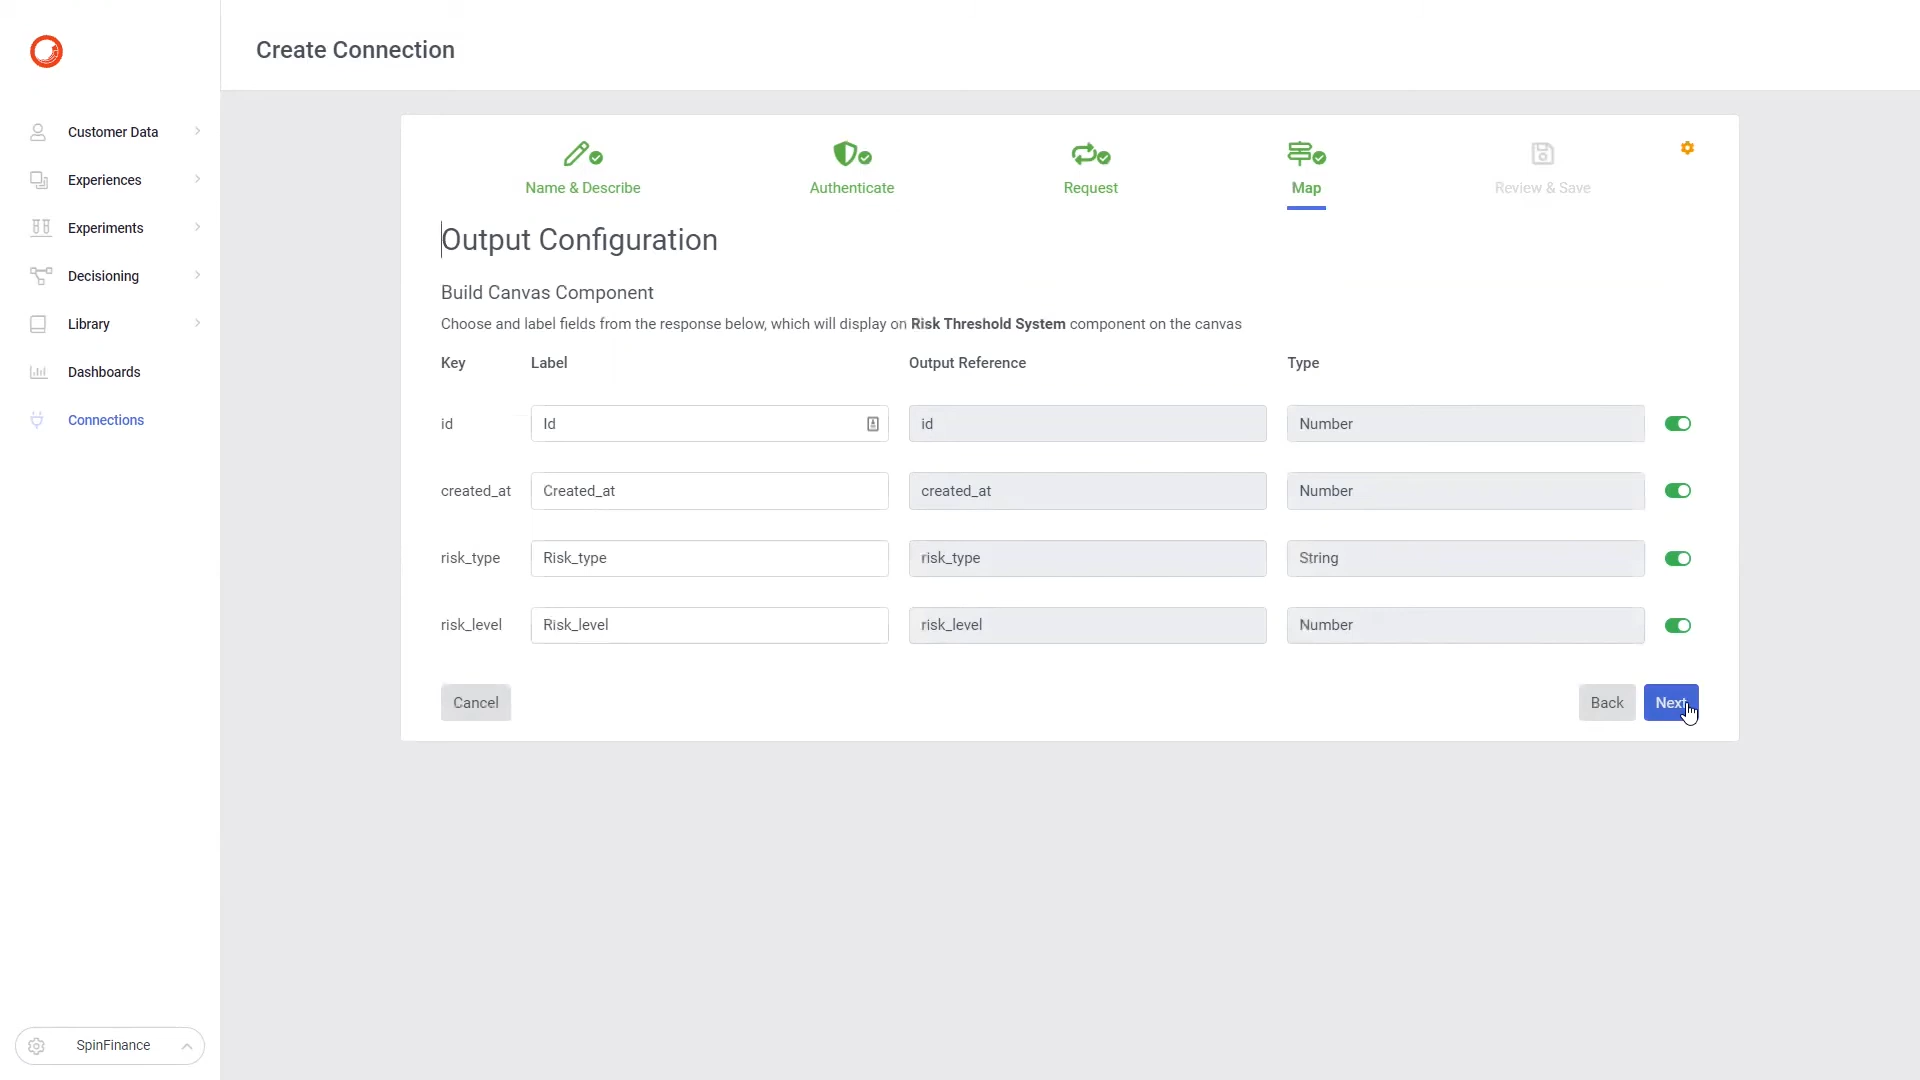 Create Connection
Customer Data
Experiences
Experiments
Decisioning
Library
Dashboards
Connections
SpinFinance
Name & Describe
Authenticate
Request
Map
Review & Save
Output Configuration
Build Canvas Component
Choose and label fields from the response below, which will display on Risk Threshold System component on the canvas
Key Label Output Reference Type
id Id id Number
created_at Created_at created_at Number
risk_type Risk_type risk_type String
risk_level Risk_level risk_level Number
Cancel Back Next